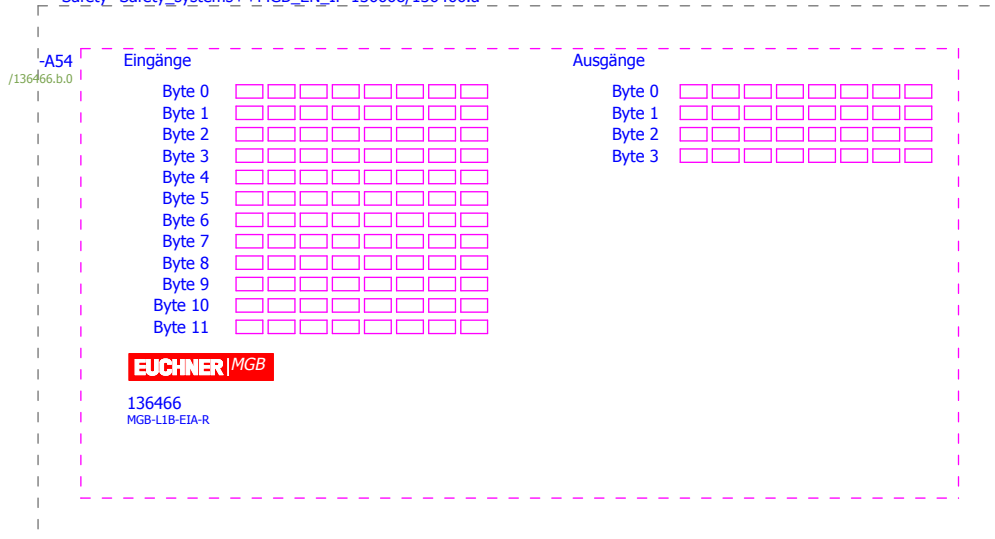 -A54
/136466.b.0
Eingänge
Byte 0
Byte 1
Byte 2
Byte 3
Byte 4
Byte 5
Byte 6
Byte 7
Byte 8
Byte 9
Byte 10
Byte 11
Ausgänge
Byte 0
Byte 1
Byte 2
Byte 3
EUCHNER MGB
136466
MGB-L1B-EIA-R